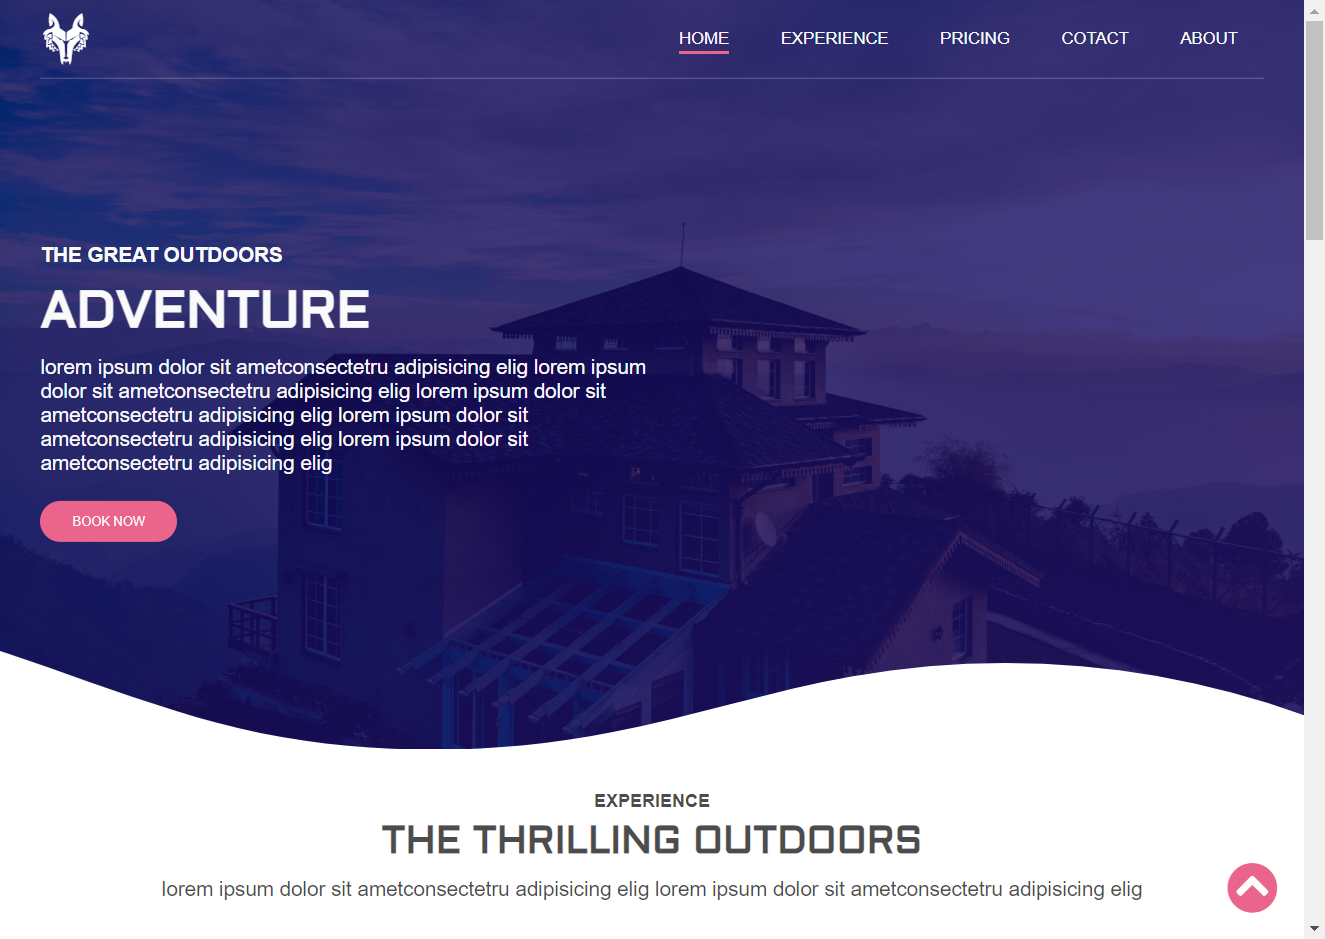 HOME EXPERIENCE PRICING COTACT ABOUT
THE GREAT OUTDOORS
ADVENTURE
lorem ipsum dolor sit ametconsectetru adipisicing elig lorem ipsum
dolor sit ametconsectetru adipisicing elig lorem ipsum dolor sit
ametconsectetru adipisicing elig lorem ipsum dolor sit
ametconsectetru adipisicing elig lorem ipsum dolor sit
ametconsectetru adipisicing elig
BOOK NOW
EXPERIENCE
THE THRILLING OUTDOORS
lorem ipsum dolor sit ametconsectetru adipisicing elig lorem ipsum dolor sit ametconsectetru adipisicing elig